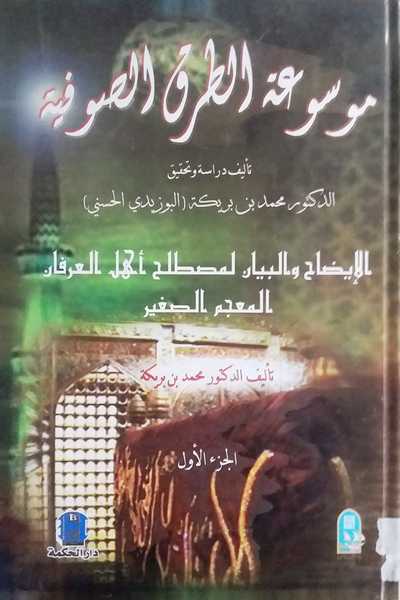 موسوعة الطرق الصوفية
تأليف دراسة وتحقيق
الدكتور محمد بن بريكة (البوزيدي الحسني)
الإيضاح والبيان لمصطلح أهل العرفان
المعجم الصغير
تأليف الدكتور محمد بن بريكة
الجزء الأول
دار الحكمة